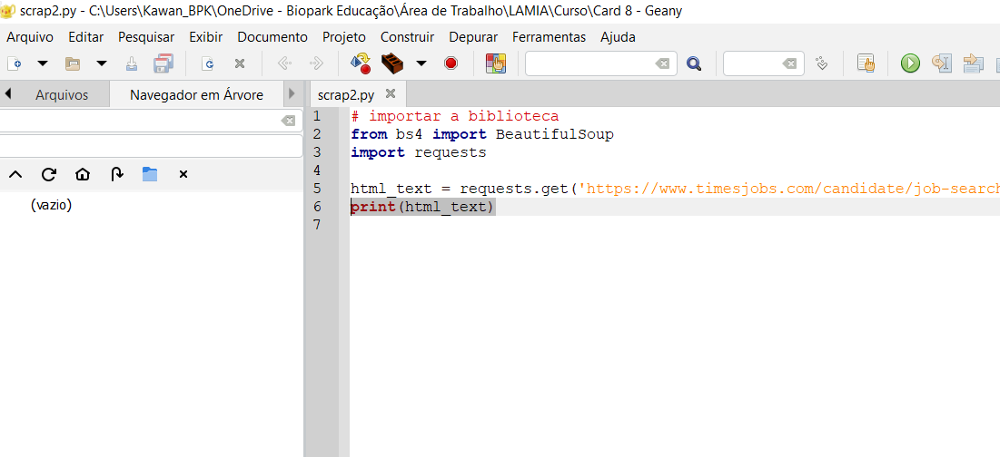 scrap2.py - C:\Users\Kawan_BPK\OneDrive - Biopark Educação\Área de Trabalho\LAMIA\Curso\Card 8 - Geany
Arquivo Editar Pesquisar Exibir Documento Projeto Construir Depurar Ferramentas Ajuda
Arquivos Navegador em Árvore scrap2.py
(vazio)
1 # importar a biblioteca
2 from bs4 import BeautifulSoup
3 import requests
4
5 html_text = requests.get('https://www.timesjobs.com/candidate/job-search
6 print(html_text)
7